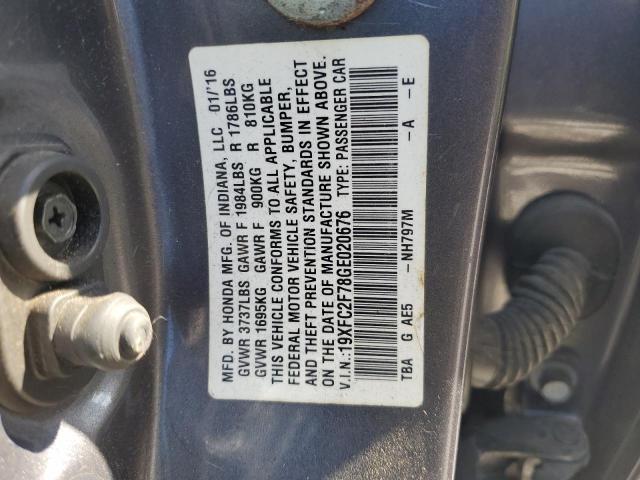 MFD. BY HONDA MFG. OF INDIANA, LLC 01/'16
GVWR 3737LBS GAWR F 1984LBS R 1786LBS
GVWR 1695KG GAWR F 900KG R 810KG
THIS VEHICLE CONFORMS TO ALL APPLICABLE
FEDERAL MOTOR VEHICLE SAFETY, BUMPER,
AND THEFT PREVENTION STANDARDS IN EFFECT
ON THE DATE OF MANUFACTURE SHOWN ABOVE.
V.I.N.:19XFC2F78GE020676 TYPE: PASSENGER CAR
TBA G AE5 -NH797M -A -E